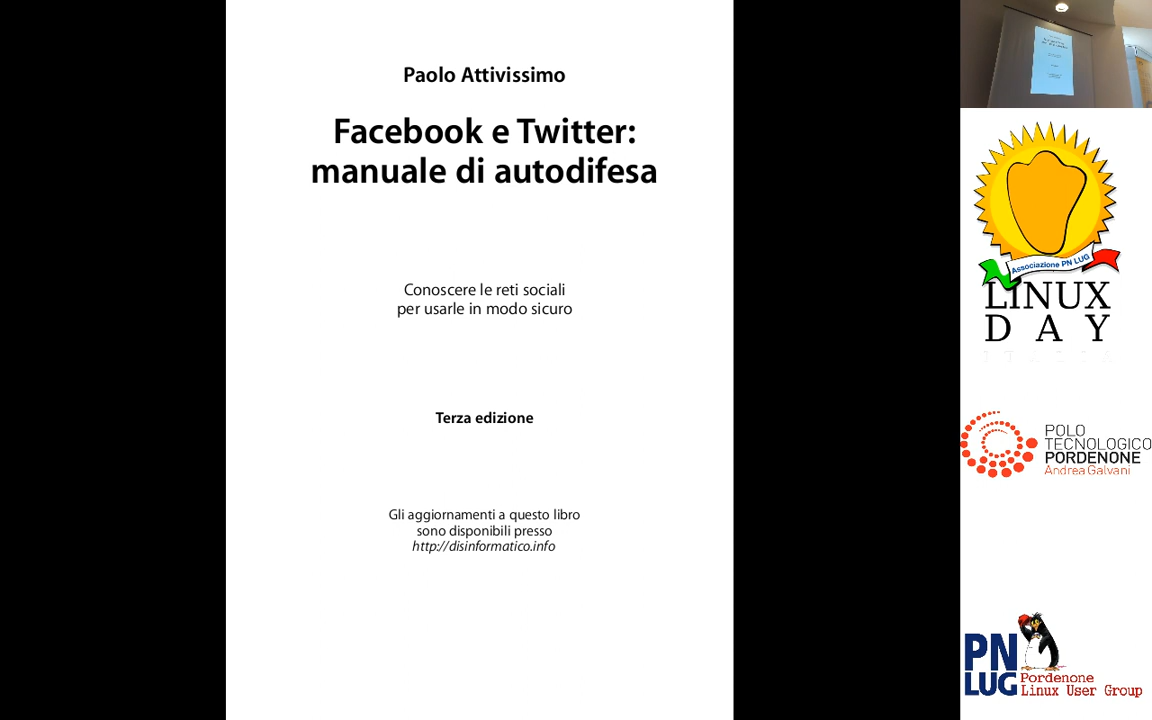 Paolo Attivissimo
Facebook e Twitter:
manuale di autodifesa
Conoscere le reti sociali
per usarle in modo sicuro
Terza edizione
Gli aggiornamenti a questo libro
sono disponibili presso
http://disinformatico.info
Associazione PN LUG
LINUX
DAY
POLO
TECNOLOGICO
PORDENONE
Andrea Galvani
PN
LUG
Pordenone
Linux User Group